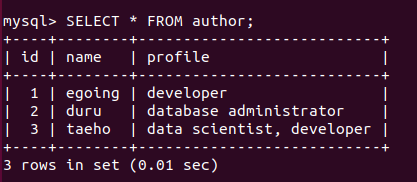 mysql> SELECT * FROM author;
+----+--------+---------------------------+
| id | name   | profile                   |
+----+--------+---------------------------+
|  1 | egoing | developer                 |
|  2 | duru   | database administrator    |
|  3 | taeho  | data scientist, developer |
+----+--------+---------------------------+
3 rows in set (0.01 sec)